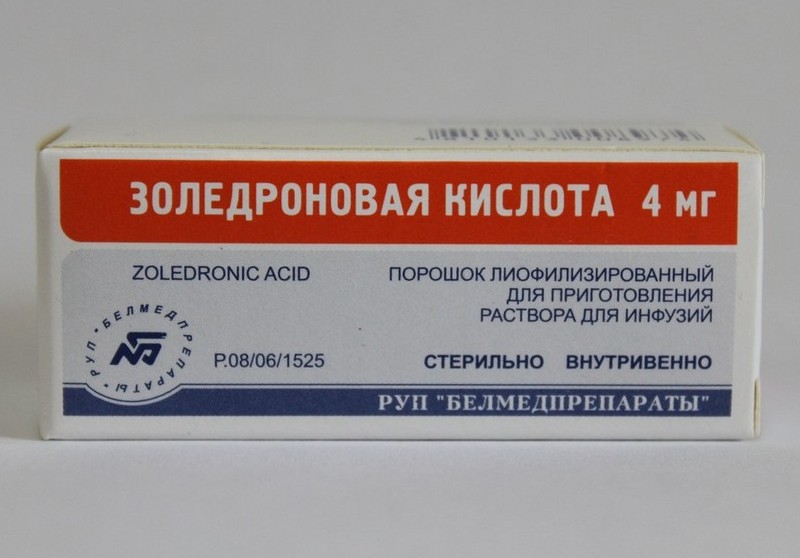 ЗОЛЕДРОНОВАЯ КИСЛОТА 4 мг
ZOLEDRONIC ACID
ПОРОШОК ЛИОФИЛИЗИРОВАННЫЙ
ДЛЯ ПРИГОТОВЛЕНИЯ
РАСТВОРА ДЛЯ ИНФУЗИЙ
РУП * БЕЛМЕДПРЕПАРАТЫ *
P.08/06/1525
СТЕРИЛЬНО ВНУТРИВЕННО
РУП "БЕЛМЕДПРЕПАРАТЫ"